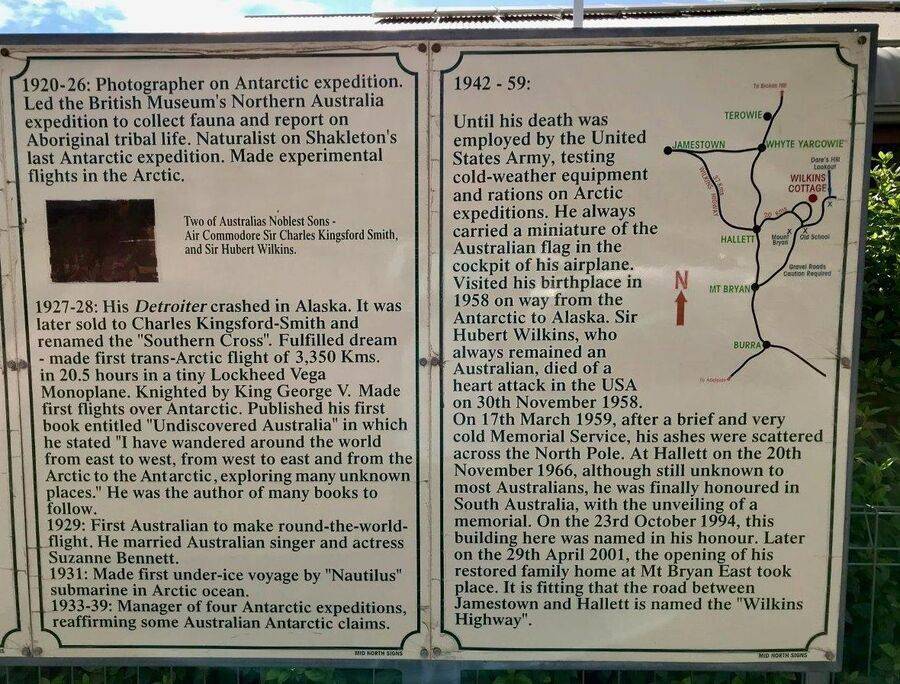 1920-26: Photographer on Antarctic expedition.
Led the British Museum's Northern Australia
expedition to collect fauna and report on
Aboriginal tribal life. Naturalist on Shakleton's
last Antarctic expedition. Made experimental
flights in the Arctic.
Two of Australias Noblest Sons -
Air Commodore Sir Charles Kingsford Smith,
and Sir Hubert Wilkins.
1927-28: His Detroiter crashed in Alaska. It was
later sold to Charles Kingsford-Smith and
renamed the "Southern Cross". Fulfilled dream
- made first trans-Arctic flight of 3,350 Kms.
in 20.5 hours in a tiny Lockheed Vega
Monoplane. Knighted by King George V. Made
first flights over Antarctic. Published his first
book entitled "Undiscovered Australia" in which
he stated "I have wandered around the world
from east to west, from west to east and from the
Arctic to the Antarctic, exploring many unknown
places." He was the author of many books to
follow.
1929: First Australian to make round-the-world-
flight. He married Australian singer and actress
Suzanne Bennett.
1931: Made first under-ice voyage by "Nautilus"
submarine in Arctic ocean.
1933-39: Manager of four Antarctic expeditions,
reaffirming some Australian Antarctic claims.
MID NORTH SIGNS
1942 - 59:
Until his death was
employed by the United
States Army, testing
cold-weather equipment
and rations on Arctic
expeditions. He always
carried a miniature of the
Australian flag in the
cockpit of his airplane.
Visited his birthplace in
1958 on way from the
Antarctic to Alaska. Sir
Hubert Wilkins, who
always remained an
Australian, died of a
heart attack in the USA
on 30th November 1958.
On 17th March 1959, after a brief and very
cold Memorial Service, his ashes were scattered
across the North Pole. At Hallett on the 20th
November 1966, although still unknown to
most Australians, he was finally honoured in
South Australia, with the unveiling of a
memorial. On the 23rd October 1994, this
building here was named in his honour. Later
on the 29th April 2001, the opening of his
restored family home at Mt Bryan East took
place. It is fitting that the road between
Jamestown and Hallett is named the "Wilkins
Highway".
To Broken Hill
TEROWIE
JAMESTOWN
WHYTE YARCOWIE
Dare's Hill
Lookout
WILKINS
COTTAGE
WILKINS HIGHWAY
X
HALLETT
X
X
Mount
Bryan
Old School
Gravel Roads
Caution Required
N
MT BRYAN
BURRA
To Adelaide
MID NORTH SIGNS